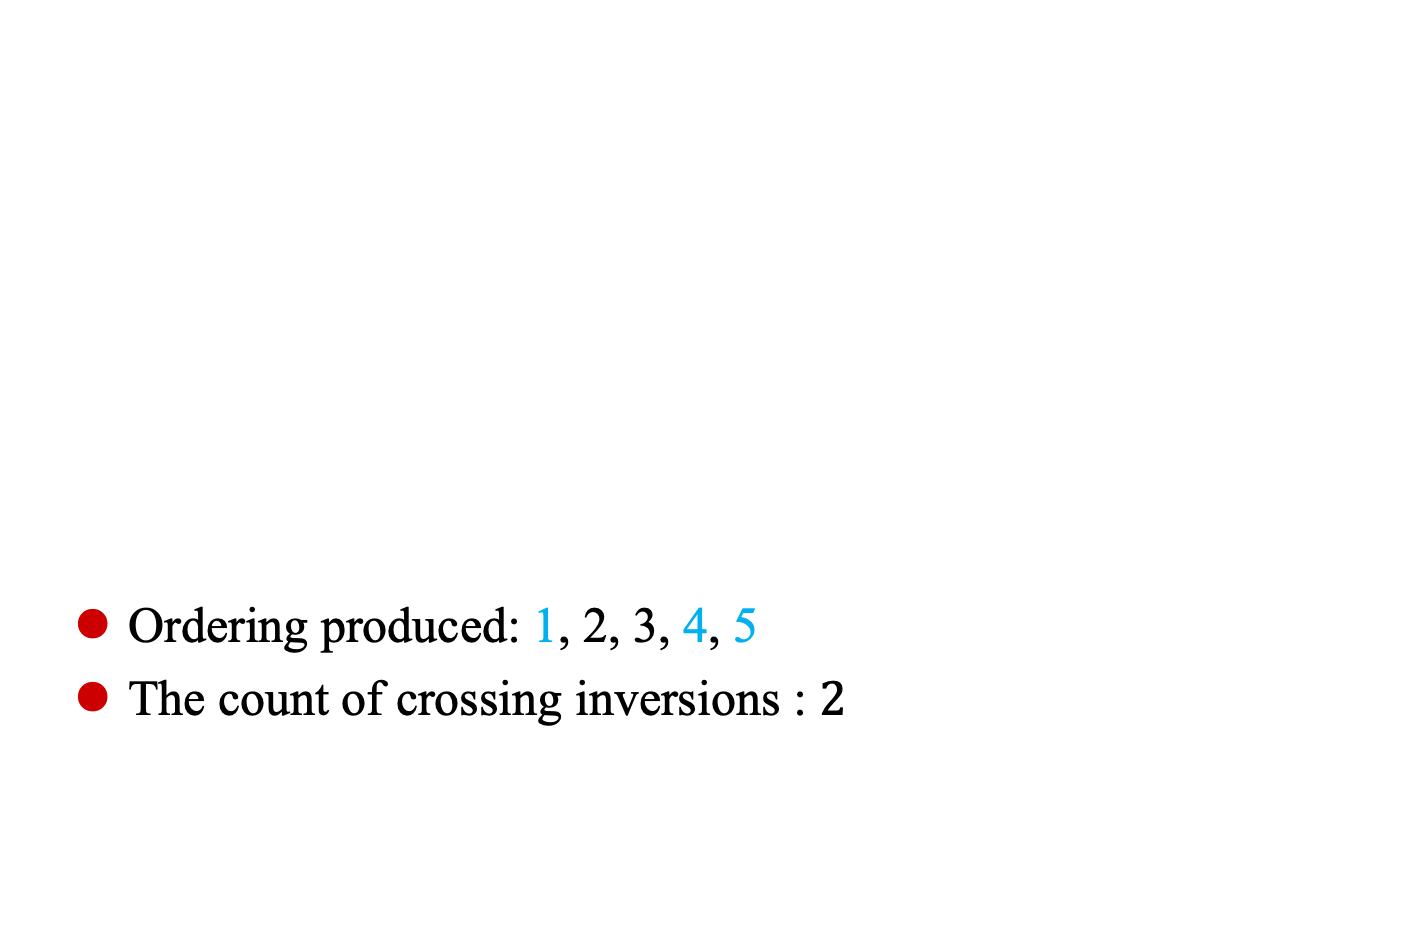 ● Ordering produced: 1, 2, 3, 4, 5
● The count of crossing inversions : 2